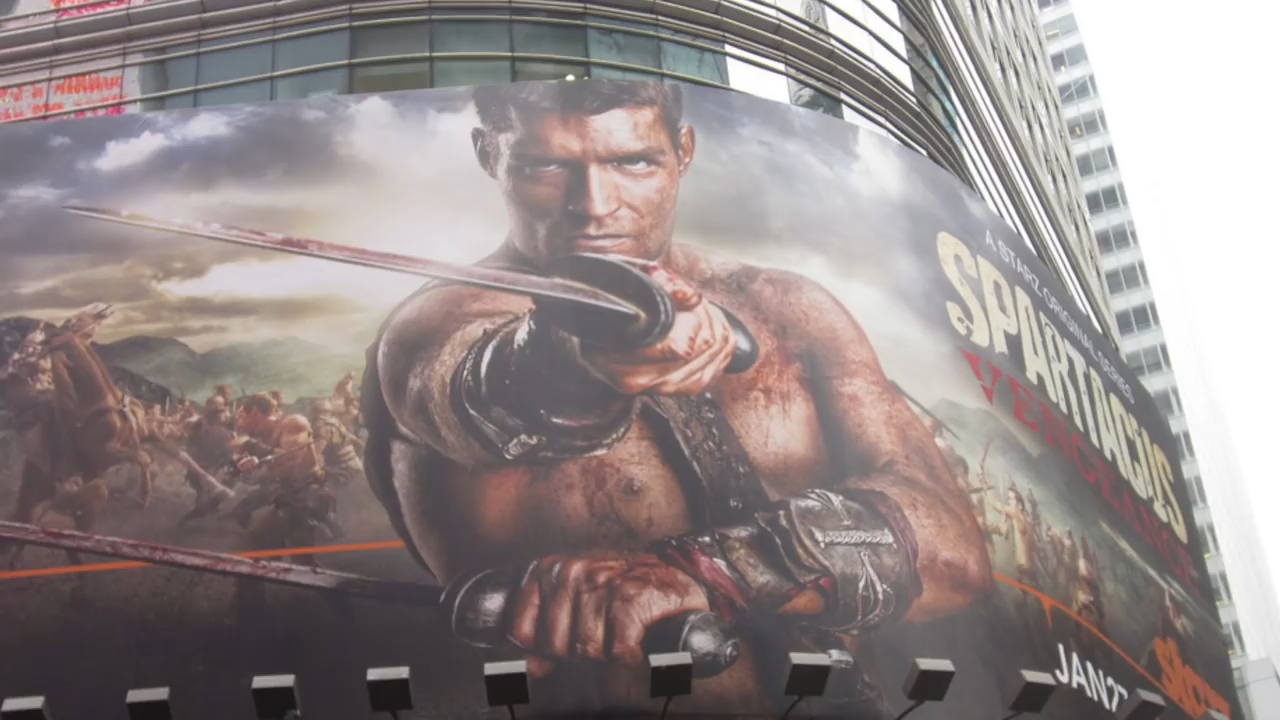 A STARZ ORIGINAL SERIES
SPARTACUS
VENGEANCE
JAN27